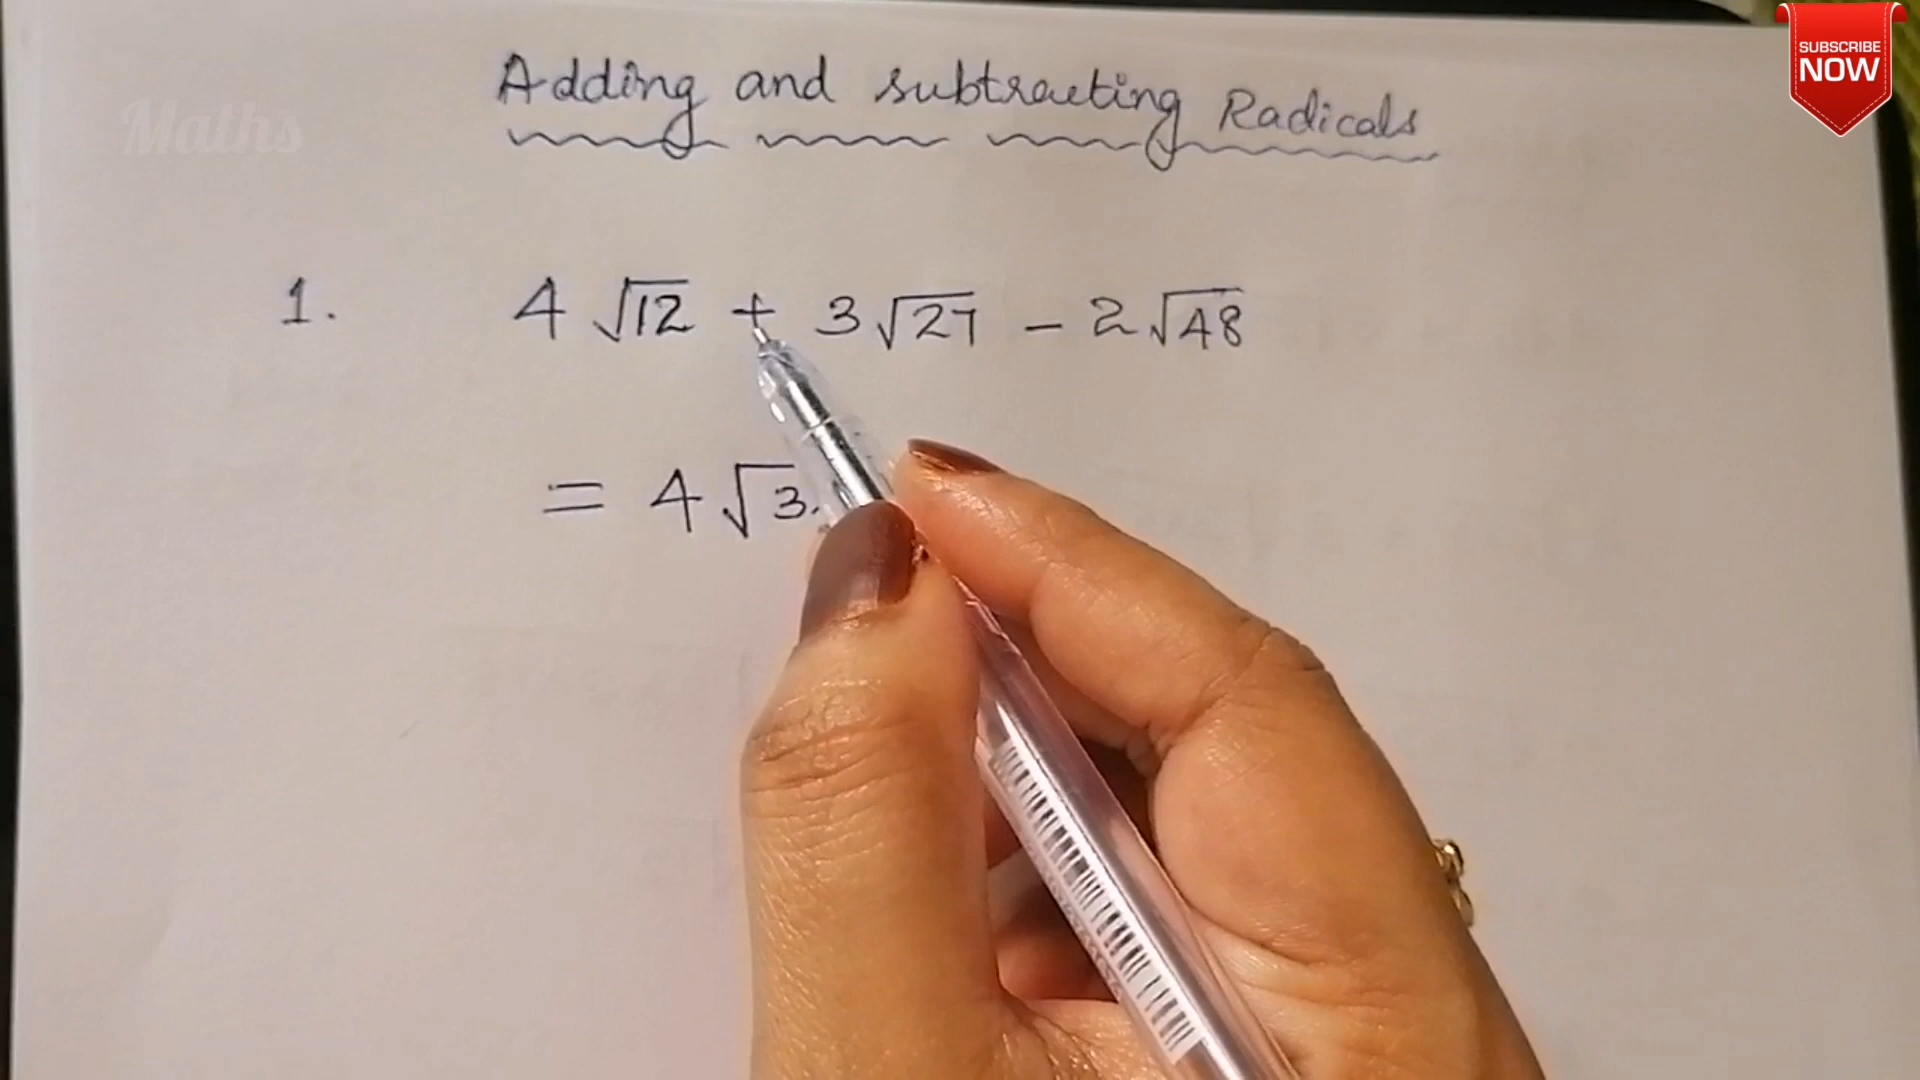 SUBSCRIBE
NOW
Maths
Adding and subtracting Radicals
1. 4√12 + 3√27 - 2√48
= 4√3.